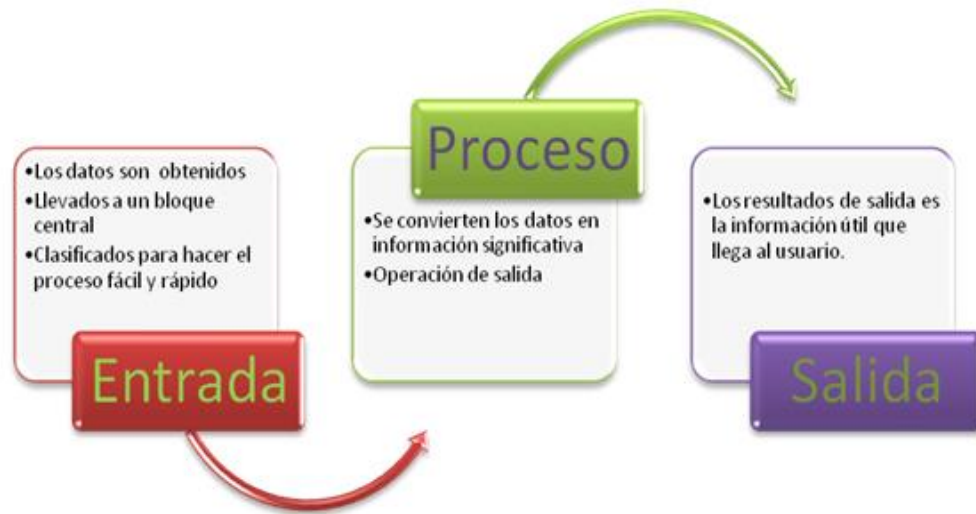 •Los datos son obtenidos
•Llevados a un bloque
central
•Clasificados para hacer el
proceso fácil y rápido
Entrada
Proceso
•Se convierten los datos en
información significativa
•Operación de salida
•Los resultados de salida es
la información útil que
llega al usuario.
Salida